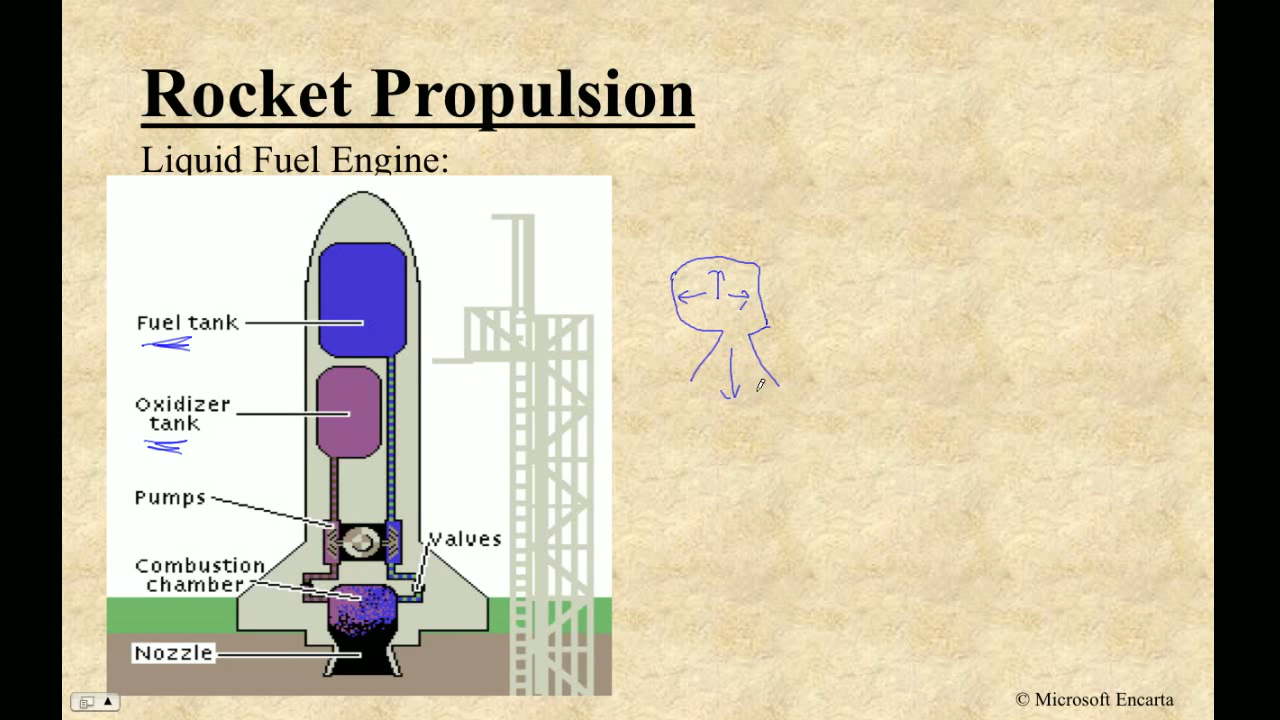 Rocket Propulsion
Liquid Fuel Engine:
Fuel tank
Oxidizer
tank
Pumps
Valves
Combustion
chamber
Nozzle
© Microsoft Encarta